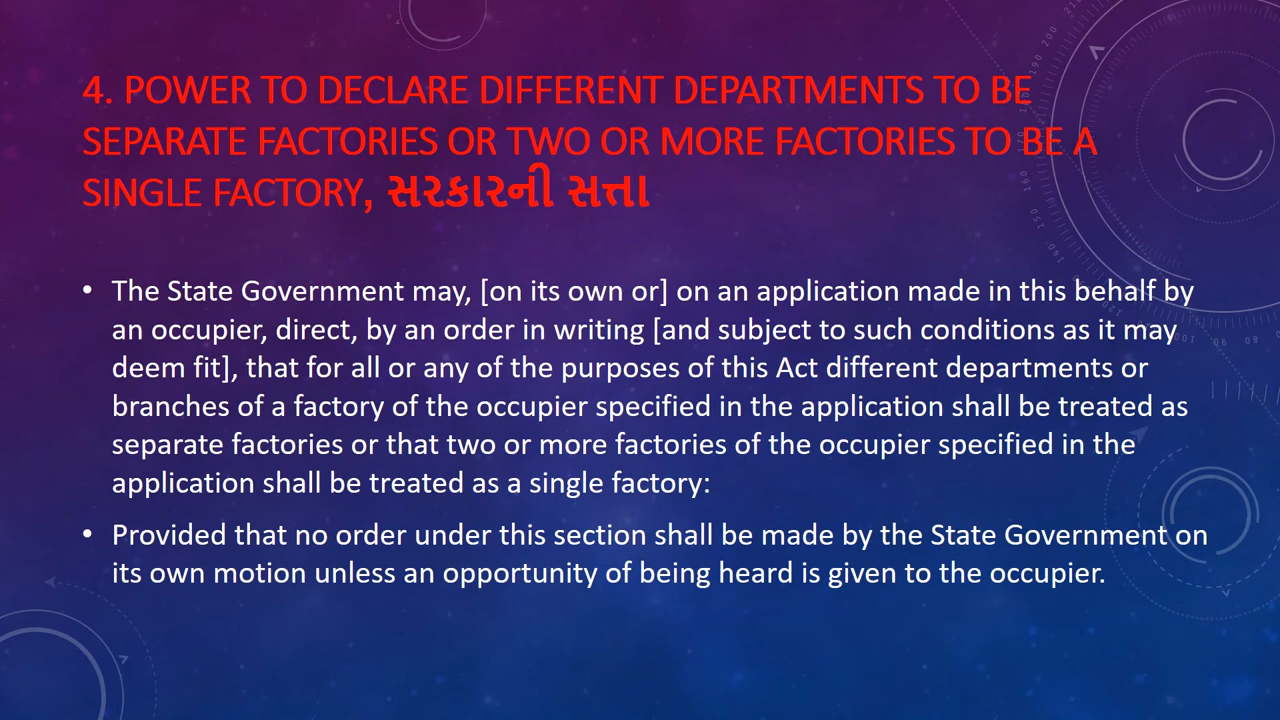 4. POWER TO DECLARE DIFFERENT DEPARTMENTS TO BE
SEPARATE FACTORIES OR TWO OR MORE FACTORIES TO BE A
SINGLE FACTORY, સરકારની સત્તા
• The State Government may, [on its own or] on an application made in this behalf by
an occupier, direct, by an order in writing [and subject to such conditions as it may
deem fit], that for all or any of the purposes of this Act different departments or
branches of a factory of the occupier specified in the application shall be treated as
separate factories or that two or more factories of the occupier specified in the
application shall be treated as a single factory:
• Provided that no order under this section shall be made by the State Government on
its own motion unless an opportunity of being heard is given to the occupier.